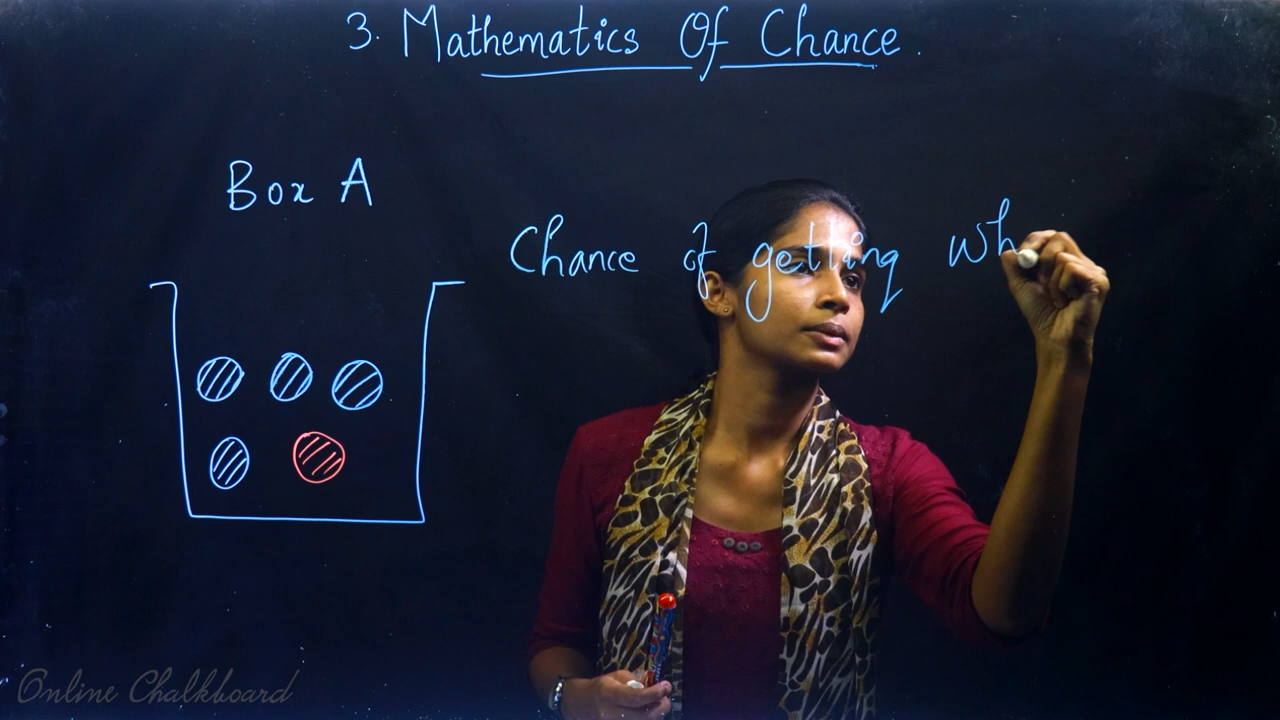 3. Mathematics Of Chance.
Box A
Chance of getting wh
Online Chalkboard